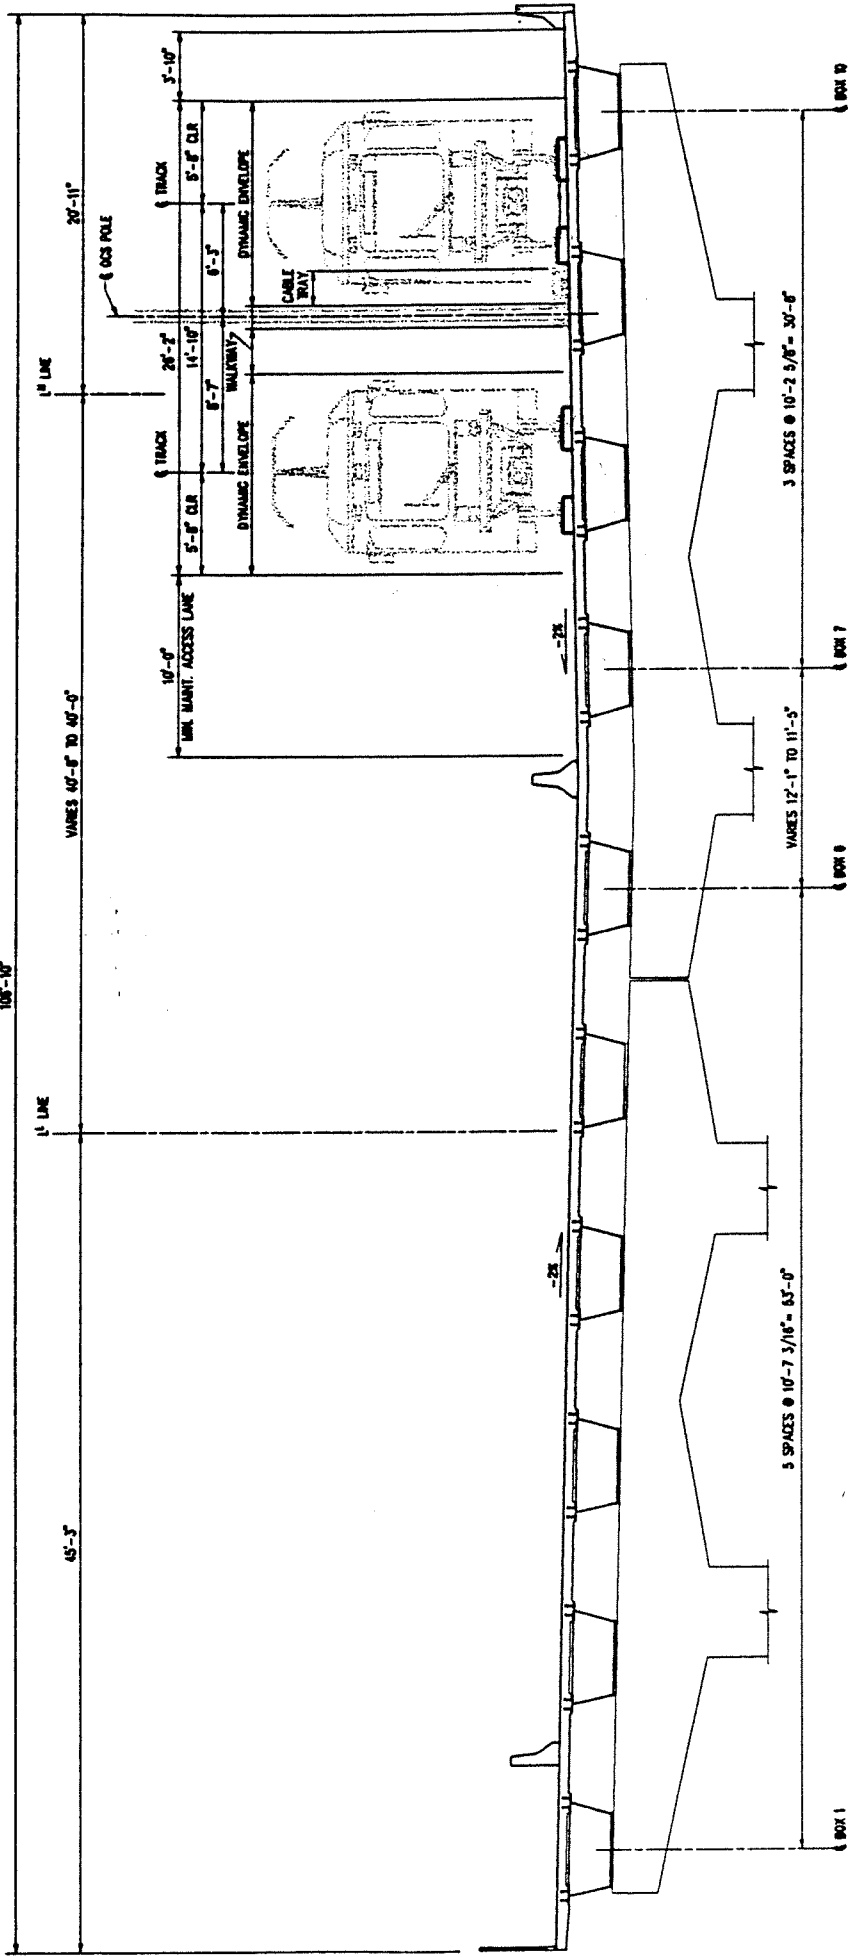 106'-10"
45'-3"
VARIES 40'-8" TO 40'-0"
20'-11"
Lᴸ LINE
LINE
℄ OCS POLE
℄ TRACK
℄ TRACK
10'-0"
MIN. MAINT. ACCESS LANE
26'-2"
3'-10"
5'-8" CLR
14'-10"
5'-8" CLR
8'-7"
6'-3"
WALKWAY
DYNAMIC ENVELOPE
DYNAMIC ENVELOPE
CABLE
TRAY
-2%
-2%
5 SPACES @ 10'-7 3/16"= 53'-0"
VARIES 12'-1" TO 11'-5"
3 SPACES @ 10'-2 5/8"= 30'-8"
℄ BOX 1
℄ BOX 6
℄ BOX 7
℄ BOX 10